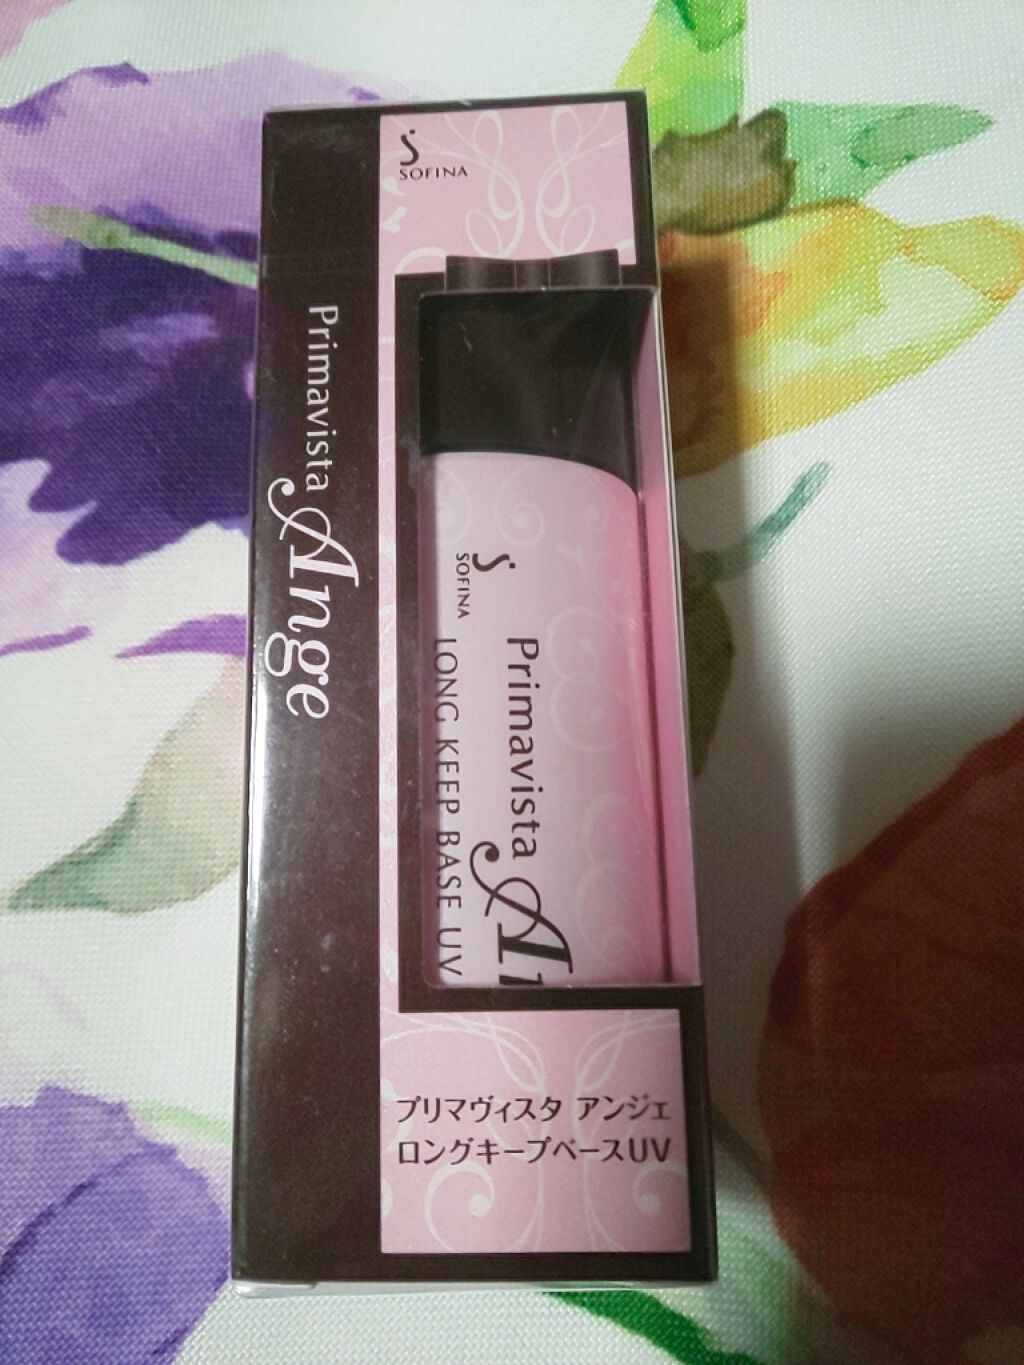 SOFINA
Primavista Ange
SOFINA
Primavista A
LONG KEEP BASE UV
プリマヴィスタ アンジェ
ロングキープベースUV